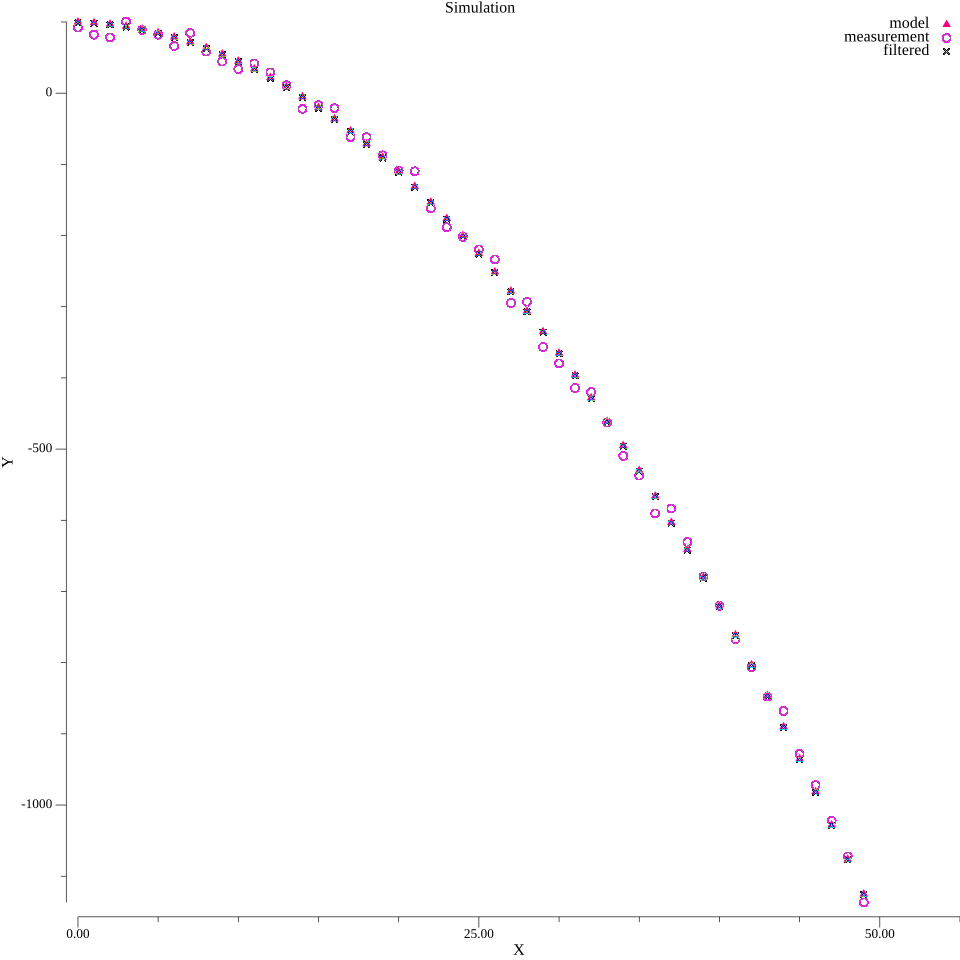 Simulation
model
measurement
filtered
0
-500
-1000
Y
0.00
25.00
50.00
X